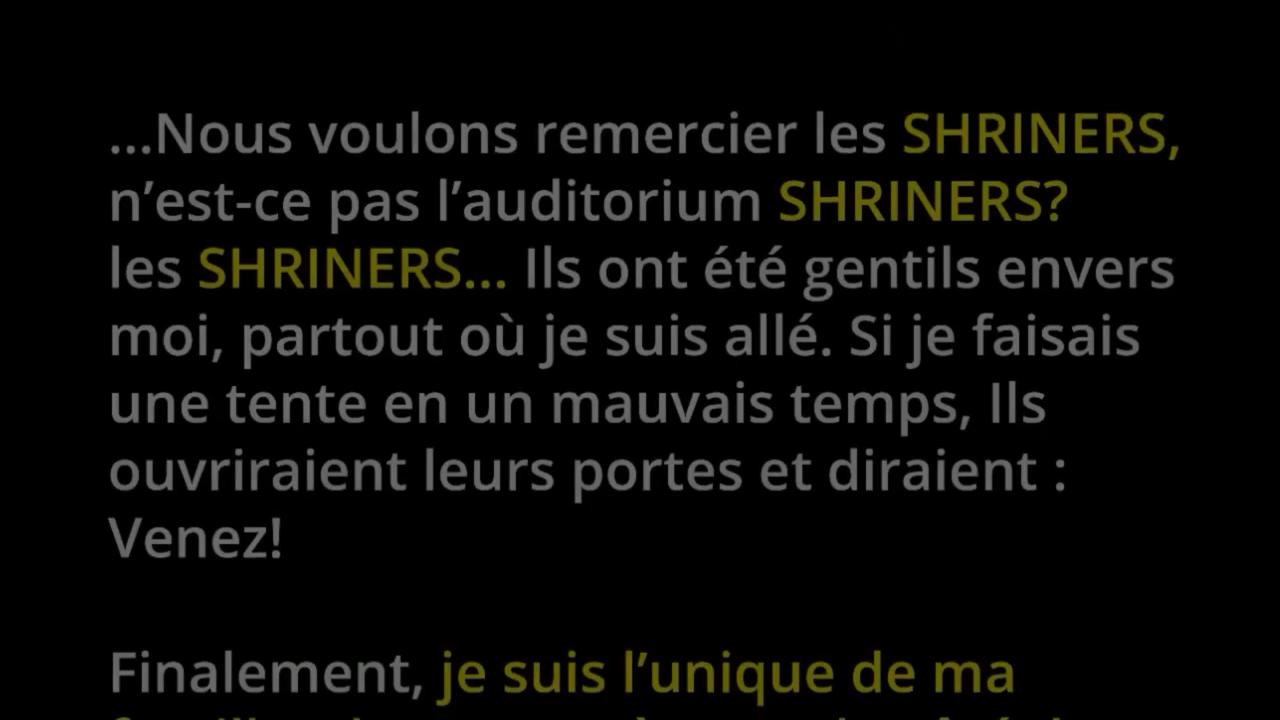 ...Nous voulons remercier les SHRINERS,
n’est-ce pas l’auditorium SHRINERS?
les SHRINERS... Ils ont été gentils envers
moi, partout où je suis allé. Si je faisais
une tente en un mauvais temps, Ils
ouvriraient leurs portes et diraient :
Venez!
Finalement, je suis l’unique de ma